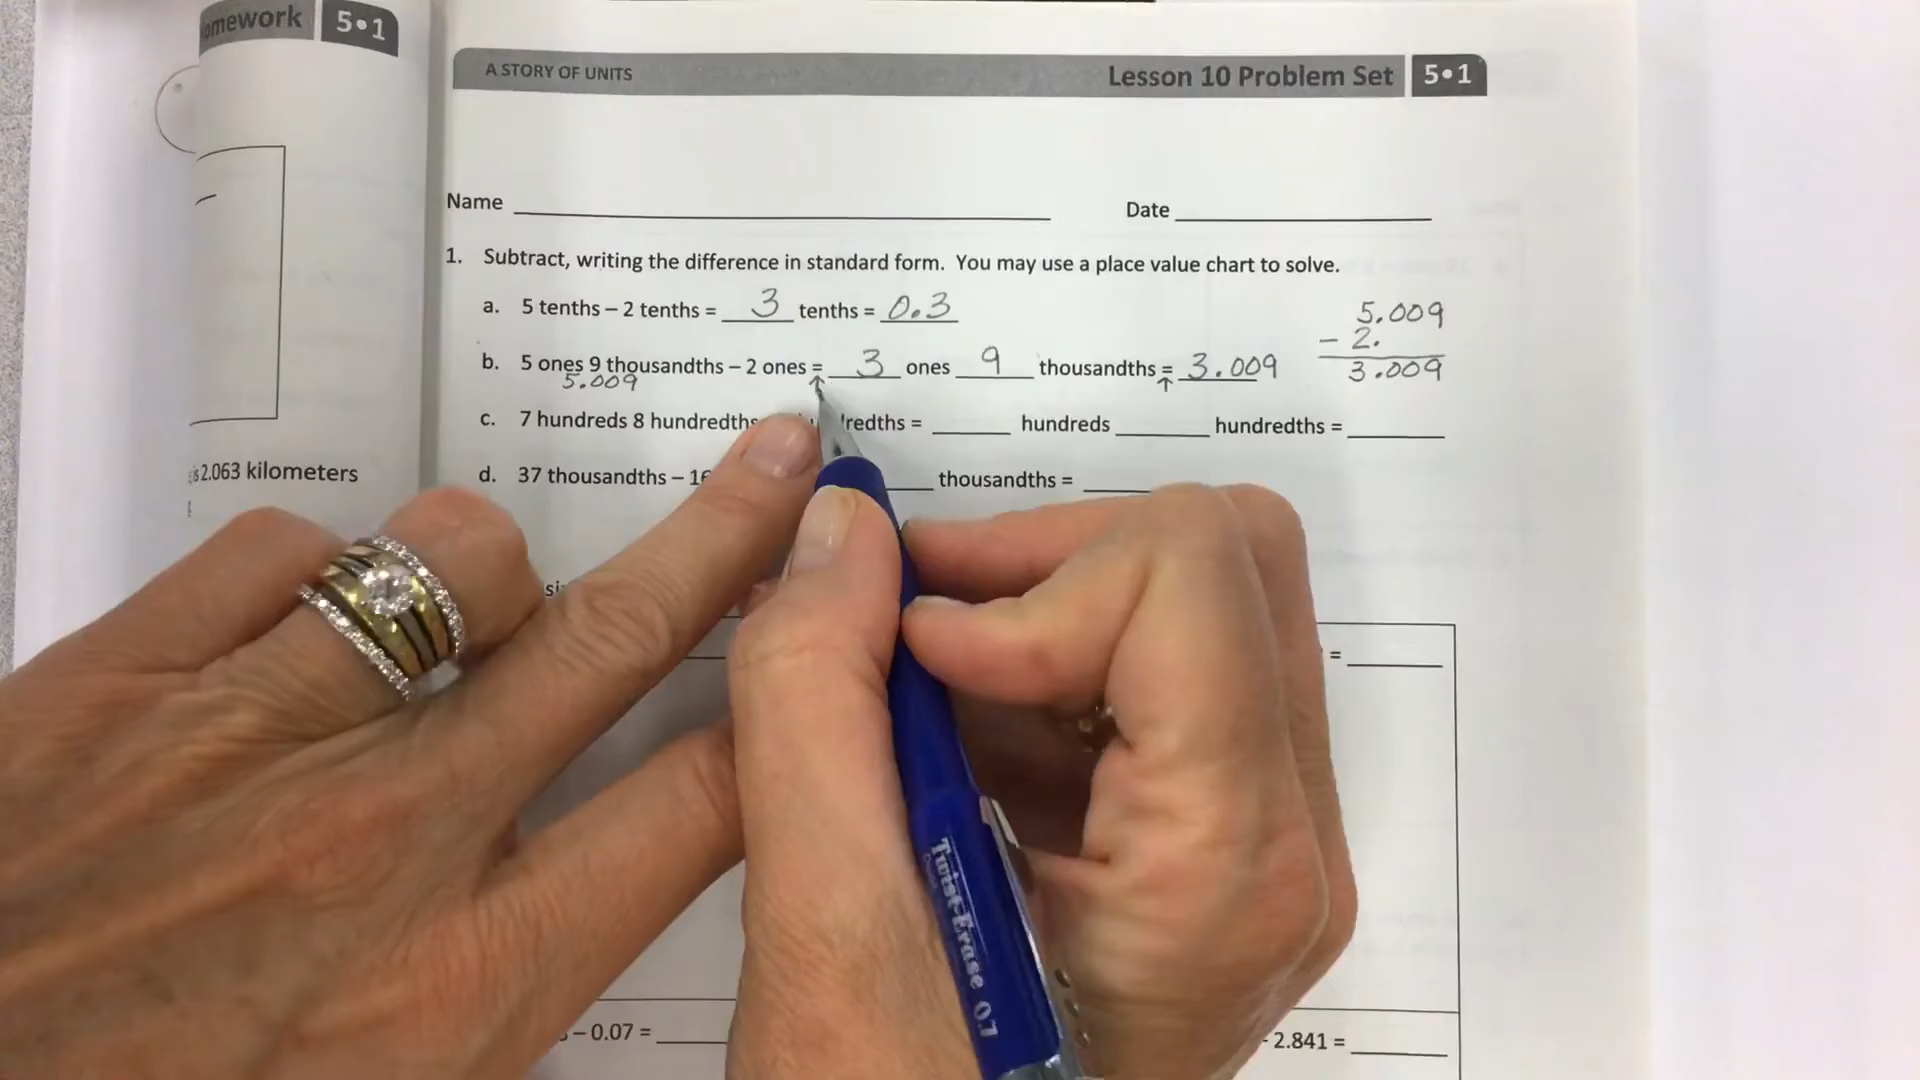 omework 5•1
A STORY OF UNITS Lesson 10 Problem Set 5•1
Name Date
1. Subtract, writing the difference in standard form. You may use a place value chart to solve.
a. 5 tenths – 2 tenths = 3 tenths = 0.3
5.009
– 2.
3.009
b. 5 ones 9 thousandths – 2 ones = 3 ones 9 thousandths = 3.009
5.009
c. 7 hundreds 8 hundredths redths = hundreds hundredths =
2.063 kilometers
d. 37 thousandths – 16 thousandths =
=
– 0.07 =
- 2.841 =
Twist-Erase 0.7